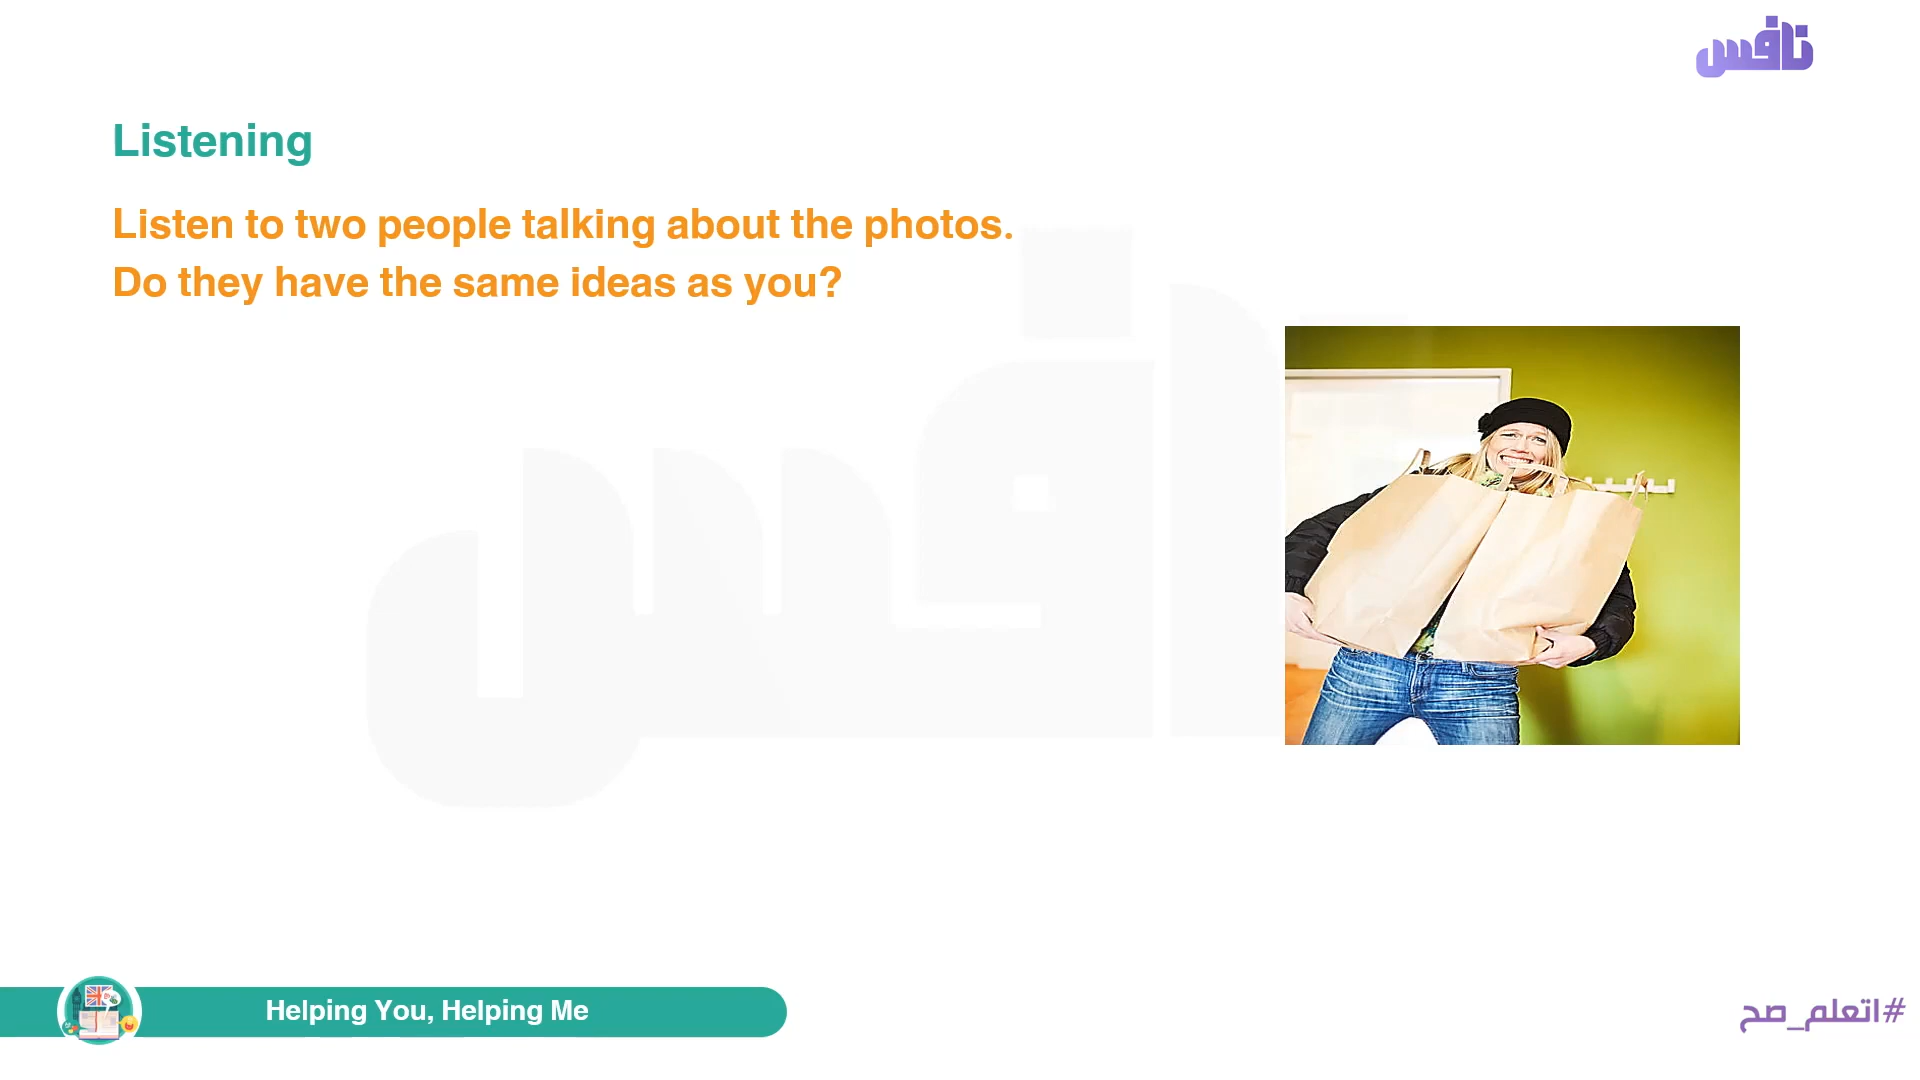 نافس
Listening
Listen to two people talking about the photos.
Do they have the same ideas as you?
Helping You, Helping Me
#اتعلم_صح